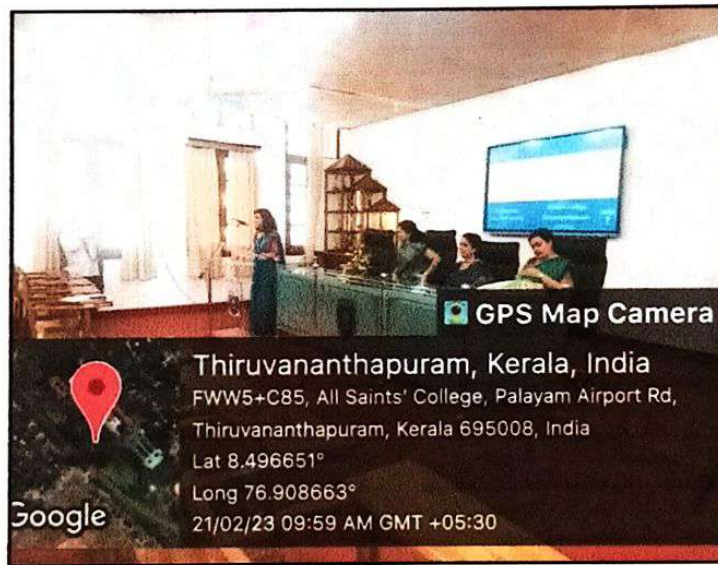 GPS Map Camera
Thiruvananthapuram, Kerala, India
FWW5+C85, All Saints' College, Palayam Airport Rd,
Thiruvananthapuram, Kerala 695008, India
Lat 8.496651°
Long 76.908663°
21/02/23 09:59 AM GMT +05:30
Google